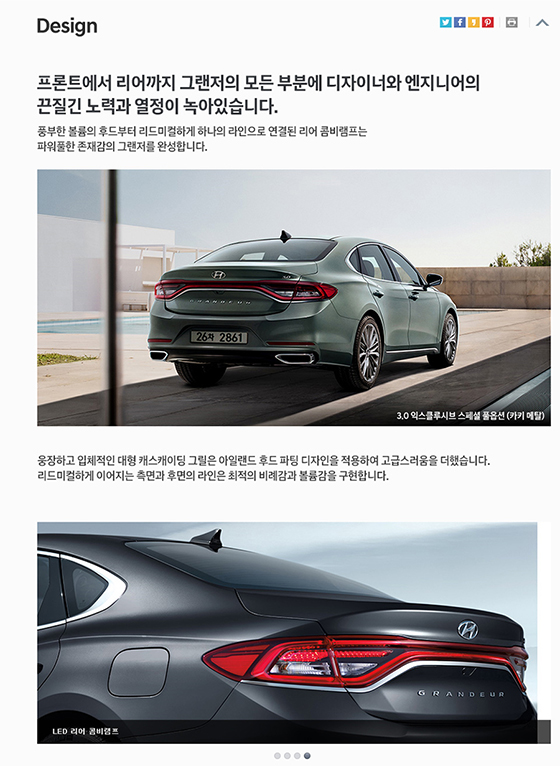 Design
프론트에서 리어까지 그랜저의 모든 부분에 디자이너와 엔지니어의
끈질긴 노력과 열정이 녹아있습니다.
풍부한 볼륨의 후드부터 리드미컬하게 하나의 라인으로 연결된 리어 콤비램프는
파워풀한 존재감의 그랜저를 완성합니다.
3.0
GRANDEUR
26차 2861
3.0 익스클루시브 스페셜 풀옵션 (카키 메탈)
웅장하고 입체적인 대형 캐스캐이딩 그릴은 아일랜드 후드 파팅 디자인을 적용하여 고급스러움을 더했습니다.
리드미컬하게 이어지는 측면과 후면의 라인은 최적의 비례감과 볼륨감을 구현합니다.
GRANDEUR
LED 리어 콤비램프